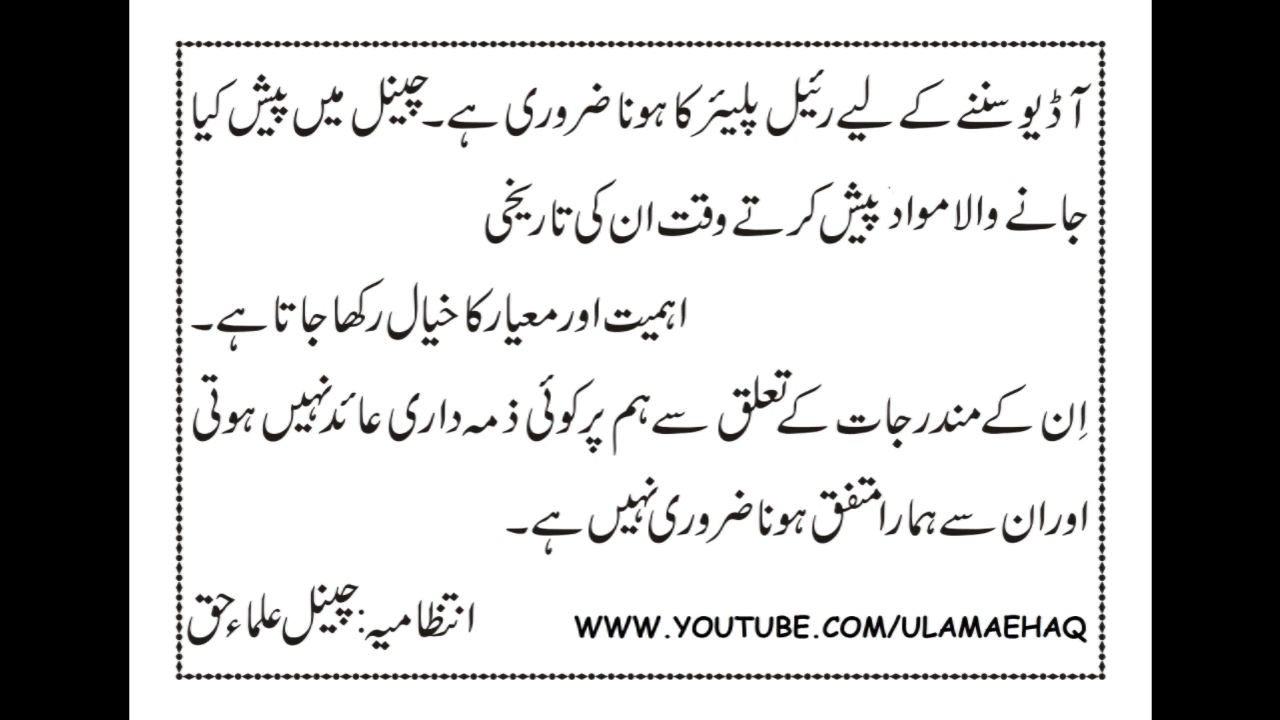 آڈیو سننے کے لیے رئیل پلیئر کا ہونا ضروری ہے۔ چینل میں پیش کیا
جانے والا مواد پیش کرتے وقت ان کی تاریخی
اہمیت اور معیار کا خیال رکھا جاتا ہے۔
اِن کے مندرجات کے تعلق سے ہم پر کوئی ذمہ داری عائد نہیں ہوتی
اور ان سے ہمارا متفق ہونا ضروری نہیں ہے۔
WWW.YOUTUBE.COM/ULAMAEHAQ انتظامیہ: چینل علماء حق